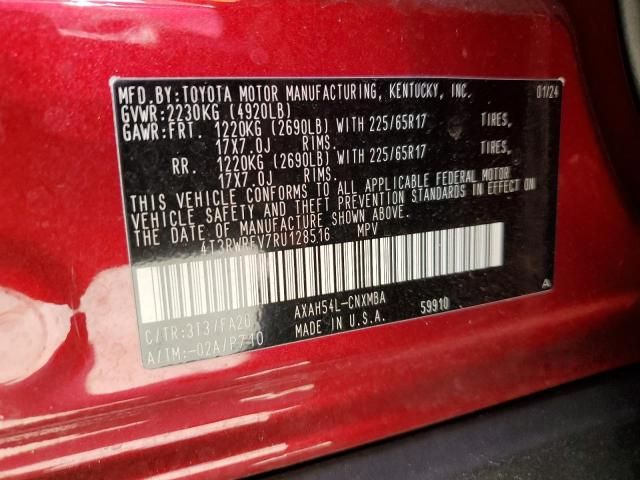 MFD.BY:TOYOTA MOTOR MANUFACTURING, KENTUCKY, INC. 01/24
GVWR:2230KG (4920LB)
GAWR:FRT. 1220KG (2690LB) WITH 225/65R17 TIRES,
17X7.0J RIMS.
RR. 1220KG (2690LB) WITH 225/65R17 TIRES,
17X7.0J RIMS.
THIS VEHICLE CONFORMS TO ALL APPLICABLE FEDERAL MOTOR
VEHICLE SAFETY AND THEFT PREVENTION STANDARDS IN EFFECT ON
THE DATE OF MANUFACTURE SHOWN ABOVE.
4T3RWRFV7RU128516 MPV
AXAH54L-CNXMBA 59910 A
C/TR:3T3/FA20 MADE IN U.S.A.
A/TM:-02A/P710